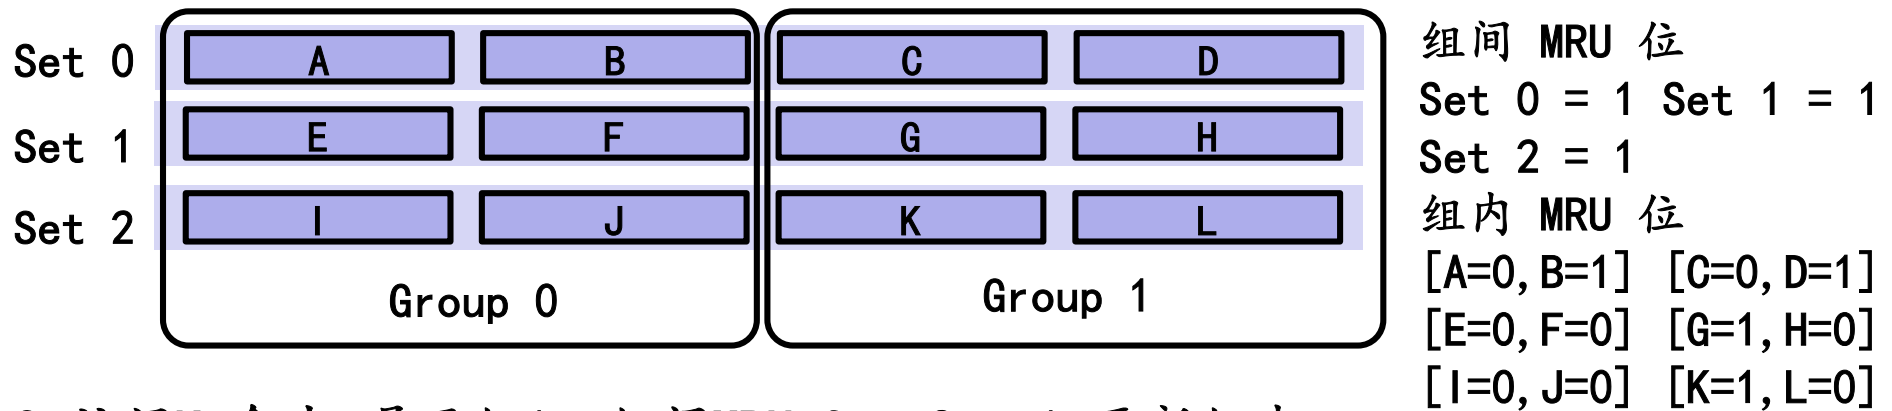 Set 0 A B C D
Set 1 E F G H
Set 2 I J K L
Group 0 Group 1
组间 MRU 位
Set 0 = 1 Set 1 = 1
Set 2 = 1
组内 MRU 位
[A=0,B=1] [C=0,D=1]
[E=0,F=0] [G=1,H=0]
[I=0,J=0] [K=1,L=0]